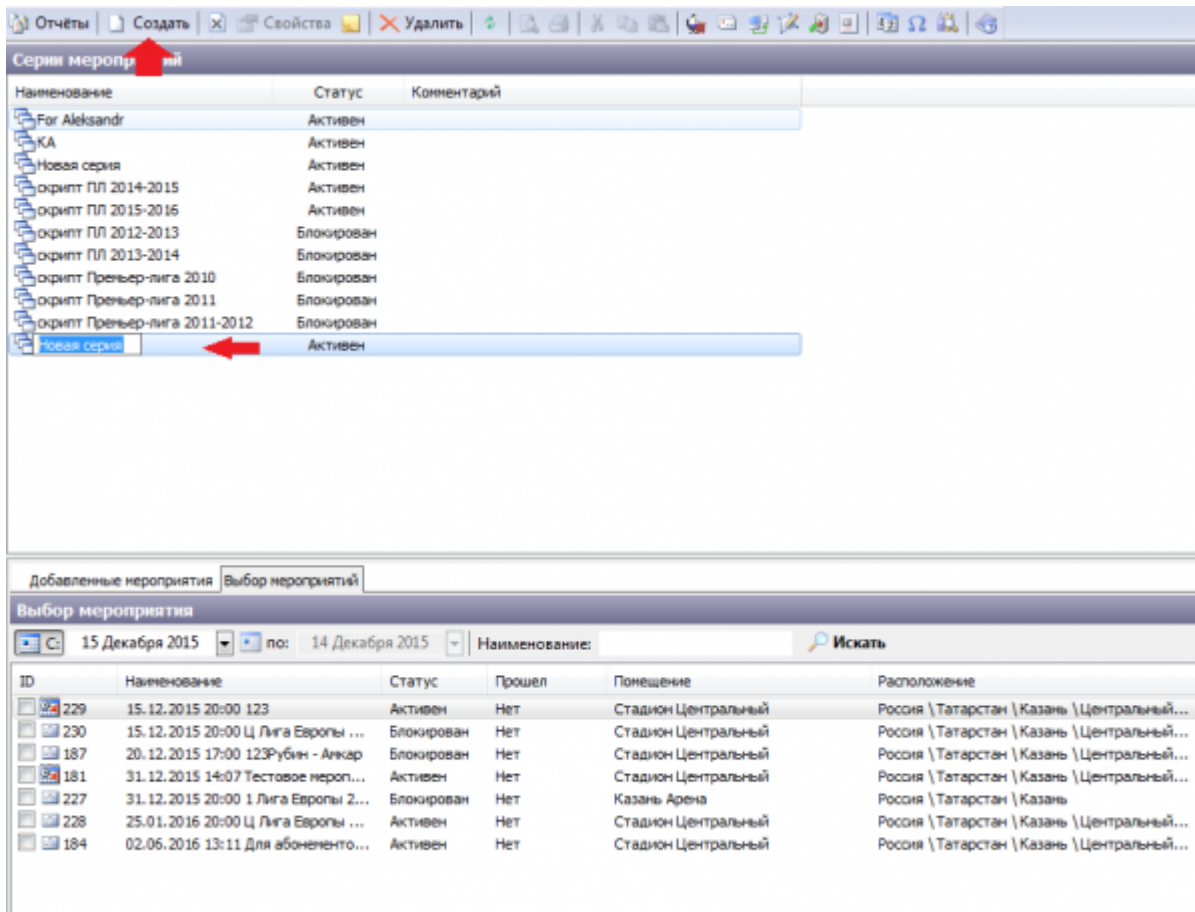 Отчёты Создать Свойства Удалить
Серии мероп ий
Наименование Статус Комментарий
For Aleksandr Активен
КА Активен
Новая серия Активен
скрипт ПЛ 2014-2015 Активен
скрипт ПЛ 2015-2016 Активен
скрипт ПЛ 2012-2013 Блокирован
скрипт ПЛ 2013-2014 Блокирован
скрипт Премьер-лига 2010 Блокирован
скрипт Премьер-лига 2011 Блокирован
скрипт Премьер-лига 2011-2012 Блокирован
Новая серия Активен
Добавленные мероприятия Выбор мероприятий
Выбор мероприятия
С: 15 Декабря 2015 по: 14 Декабря 2015 Наименование: Искать
ID Наименование Статус Прошел Помещение Расположение
229 15.12.2015 20:00 123 Активен Нет Стадион Центральный Россия \ Татарстан \ Казань \ Центральный...
230 15.12.2015 20:00 Ц Лига Европы ... Блокирован Нет Стадион Центральный Россия \ Татарстан \ Казань \ Центральный...
187 20.12.2015 17:00 123Рубин - Анкар Блокирован Нет Стадион Центральный Россия \ Татарстан \ Казань \ Центральный...
181 31.12.2015 14:07 Тестовое мероп... Активен Нет Стадион Центральный Россия \ Татарстан \ Казань \ Центральный...
227 31.12.2015 20:00 1 Лига Европы 2... Блокирован Нет Казань Арена Россия \ Татарстан \ Казань
228 25.01.2016 20:00 Ц Лига Европы ... Активен Нет Стадион Центральный Россия \ Татарстан \ Казань \ Центральный...
184 02.06.2016 13:11 Для абонементо... Активен Нет Стадион Центральный Россия \ Татарстан \ Казань \ Центральный...